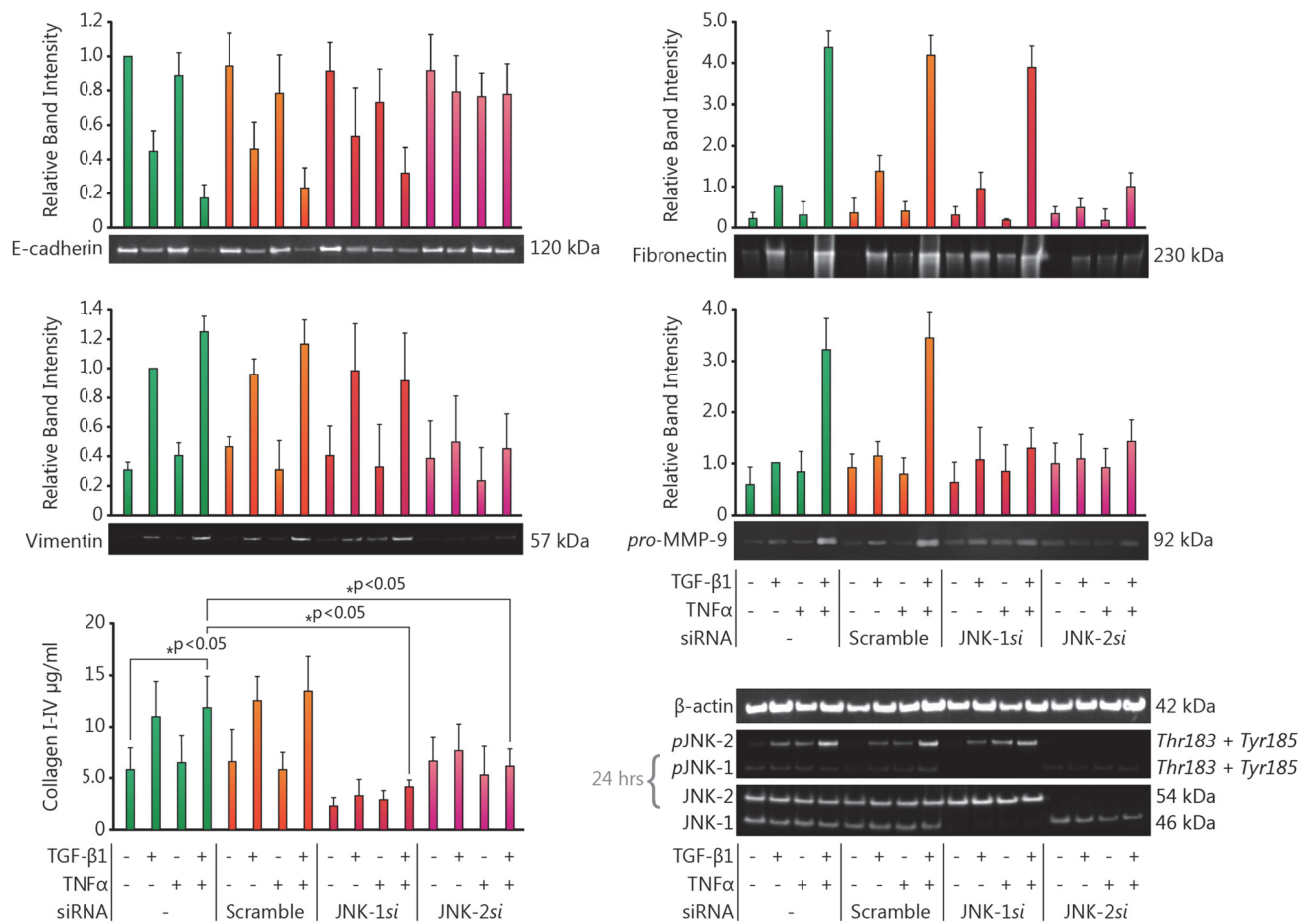 Relative Band Intensity
1.2
1.0
0.8
0.6
0.4
0.2
0
E-cadherin
120 kDa
Relative Band Intensity
5.0
4.0
3.0
2.0
1.0
0
Fibronectin
230 kDa
Relative Band Intensity
1.4
1.2
1.0
0.8
0.6
0.4
0.2
0
Vimentin
57 kDa
Relative Band Intensity
4.0
3.0
2.0
1.0
0
pro-MMP-9
92 kDa
TGF-β1 - + - + - + - + - + - + - + - +
TNFα - - + + - - + + - - + + - - + +
siRNA - Scramble JNK-1si JNK-2si
Collagen I-IV µg/ml
20
15
10
5.0
0
*p<0.05
*p<0.05
*p<0.05
TGF-β1 - + - + - + - + - + - + - + - +
TNFα - - + + - - + + - - + + - - + +
siRNA - Scramble JNK-1si JNK-2si
β-actin 42 kDa
pJNK-2 Thr183 + Tyr185
24 hrs
pJNK-1 Thr183 + Tyr185
JNK-2 54 kDa
JNK-1 46 kDa
TGF-β1 - + - + - + - + - + - + - + - +
TNFα - - + + - - + + - - + + - - + +
siRNA - Scramble JNK-1si JNK-2si